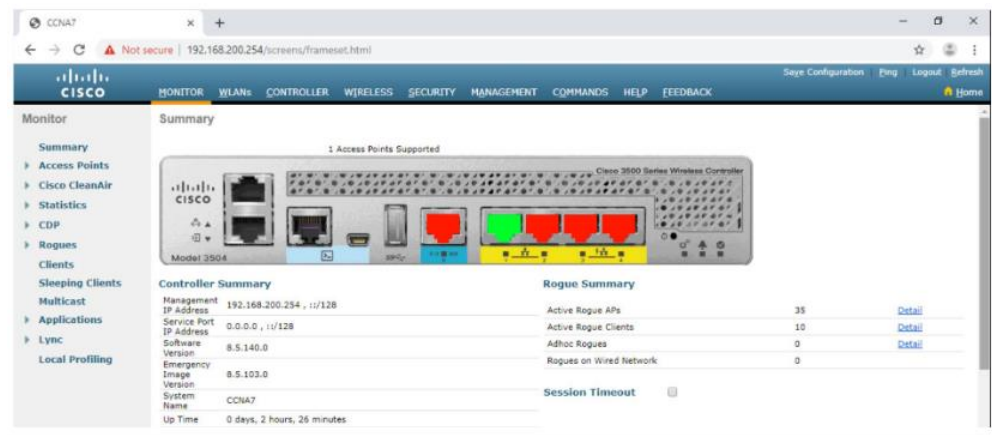 CCNA7
Not secure | 192.168.200.254/screens/frameset.html
Save Configuration Ping Logout Refresh
CISCO
MONITOR WLANs CONTROLLER WIRELESS SECURITY MANAGEMENT COMMANDS HELP FEEDBACK
Home
Monitor
Summary
Access Points
Cisco CleanAir
Statistics
CDP
Rogues
Clients
Sleeping Clients
Multicast
Applications
Lync
Local Profiling
Summary
1 Access Points Supported
Cisco 3500 Series Wireless Controller
CISCO
Model 3504
Controller Summary
Management IP Address 192.168.200.254 , ::/128
Service Port IP Address 0.0.0.0 , ::/128
Software Version 8.5.140.0
Emergency Image Version 8.5.103.0
System Name CCNA7
Up Time 0 days, 2 hours, 26 minutes
Rogue Summary
Active Rogue APs 35 Detail
Active Rogue Clients 10 Detail
Adhoc Rogues 0 Detail
Rogues on Wired Network 0
Session Timeout